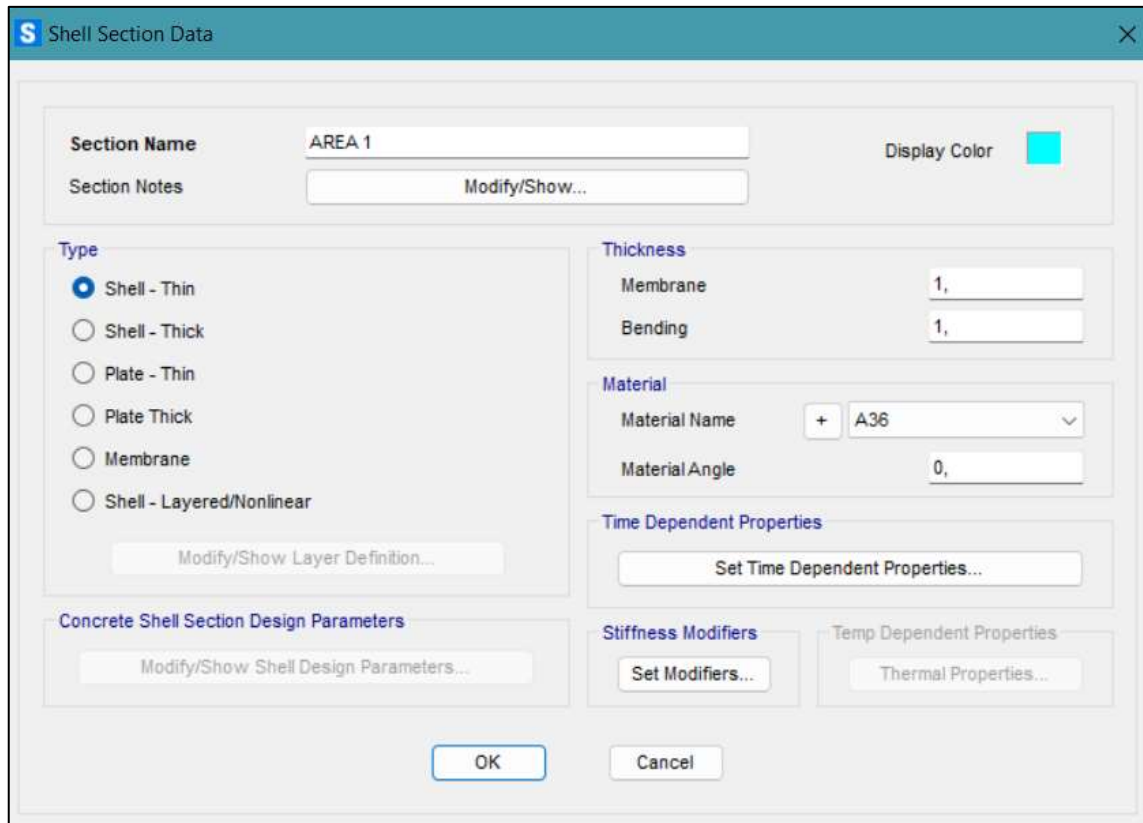 S Shell Section Data
Section Name AREA 1 Display Color
Section Notes Modify/Show...
Type
Shell - Thin
Shell - Thick
Plate - Thin
Plate Thick
Membrane
Shell - Layered/Nonlinear
Modify/Show Layer Definition...
Concrete Shell Section Design Parameters
Modify/Show Shell Design Parameters...
Thickness
Membrane 1,
Bending 1,
Material
Material Name + A36
Material Angle 0,
Time Dependent Properties
Set Time Dependent Properties...
Stiffness Modifiers
Set Modifiers...
Temp Dependent Properties
Thermal Properties...
OK Cancel